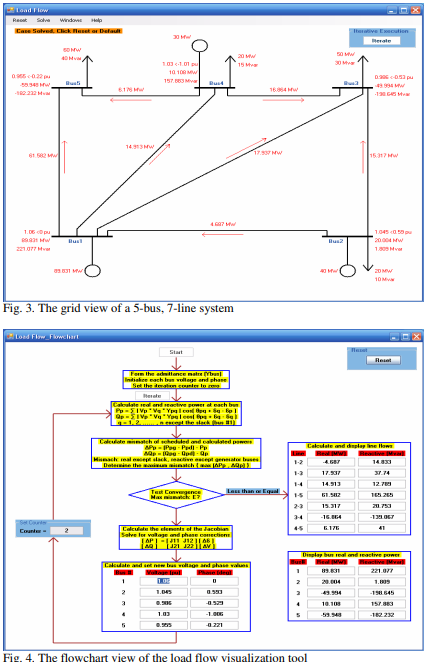 Load Flow
Reset Solve Windows Help
Case Solved, Click Reset or Default
Iterative Execution
Iterate
60 MW
40 Mvar
30 MW
20 MW
15 Mvar
50 MW
30 Mvar
0.955 <-0.22 pu
-59.948 MW
-182.232 Mvar
Bus5
6.176 MW
1.03 <-1.01 pu
10.108 MW
157.883 Mvar
Bus4
16.864 MW
Bus3
0.986 <-0.53 pu
-49.994 MW
-198.645 Mvar
61.582 MW
14.913 MW
17.937 MW
15.317 MW
1.06 <0 pu
89.831 MW
221.077 Mvar
Bus1
4.687 MW
Bus2
1.045 <0.59 pu
20.004 MW
1.809 Mvar
89.831 MW
40 MW
20 MW
10 Mvar
Fig. 3. The grid view of a 5-bus, 7-line system
Load Flow_Flowchart
Start
Reset
Reset
Form the admittance matrix [Ybus]
Initialize each bus voltage and phase
Set the iteration counter to zero
Iterate
Calculate real and reactive power at each bus
Pp = ∑ | Vp * Vq * Ypq | cos( θpq + δq - δp )
Qp = ∑ | Vp * Vq * Ypq | cos( θpq + δq - δq )
q = 1, 2, ......, n except the slack (bus #1)
Calculate mismatch of scheduled and calculated powers
ΔPp = (Ppg - Ppd) - Pp
ΔQp = (Qpg - Qpd) - Qp
Mismach: real except slack, reactive except generator buses
Determine the maximum mismatch ( max (ΔPp , ΔQp) )
Test Convergence
Max mismatch: E?
Less than or Equal
Set Counter
Counter = 2
Calculate the elements of the Jacobian
Solve for voltage and phase corrections
[ ΔP ] = [ J11 J12 ] [ Δδ ]
[ ΔQ ] [ J21 J22 ] [ ΔV ]
Calculate and set new bus voltage and phase values
Bus # Voltage (pu) Phase (deg)
1 1.06 0
2 1.045 0.593
3 0.986 -0.529
4 1.03 -1.006
5 0.955 -0.221
Calculate and display line flows
Line Real (MW) Reactive (Mvar)
1-2 -4.687 14.833
1-3 17.937 37.74
1-4 14.913 12.789
1-5 61.582 165.265
2-3 15.317 20.753
3-4 -16.864 -139.067
4-5 6.176 41
Display bus real and reactive power
Bus # Real (MW) Reactive (Mvar)
1 89.831 221.077
2 20.004 1.809
3 -49.994 -198.645
4 10.108 157.883
5 -59.948 -182.232
Fig. 4. The flowchart view of the load flow visualization tool